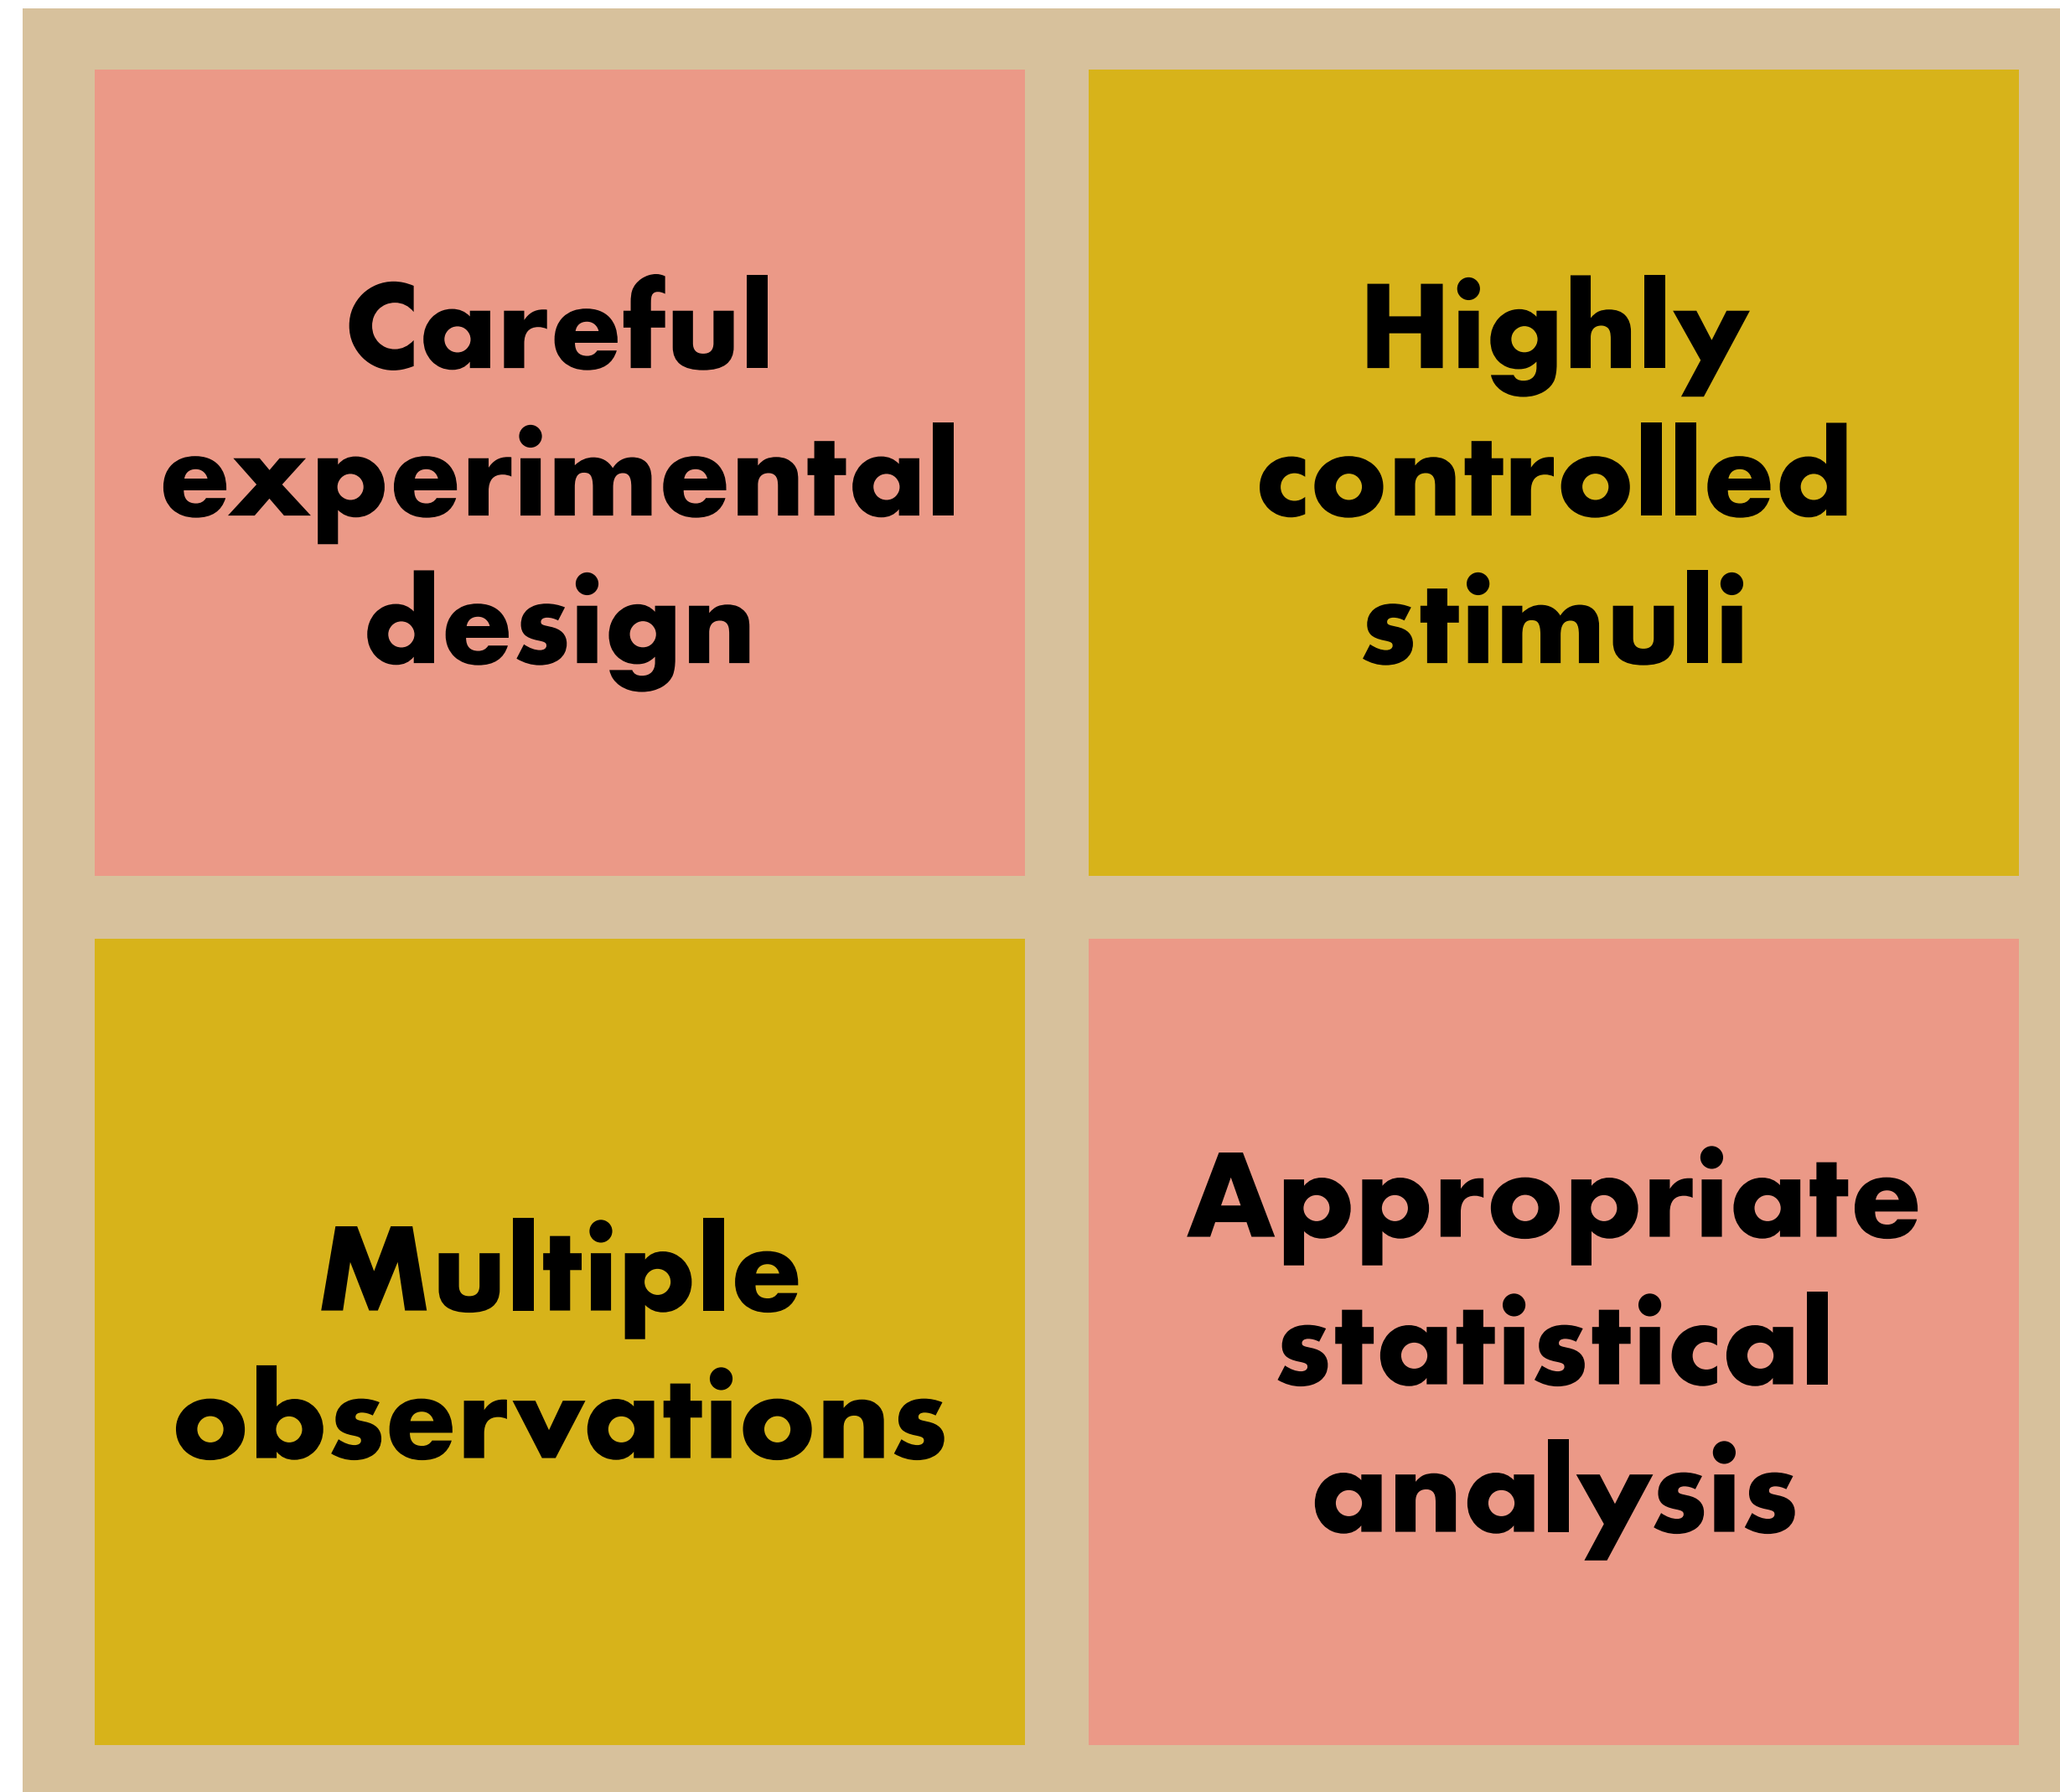 Careful
experimental
design
Highly
controlled
stimuli
Multiple
observations
Appropriate
statistical
analysis